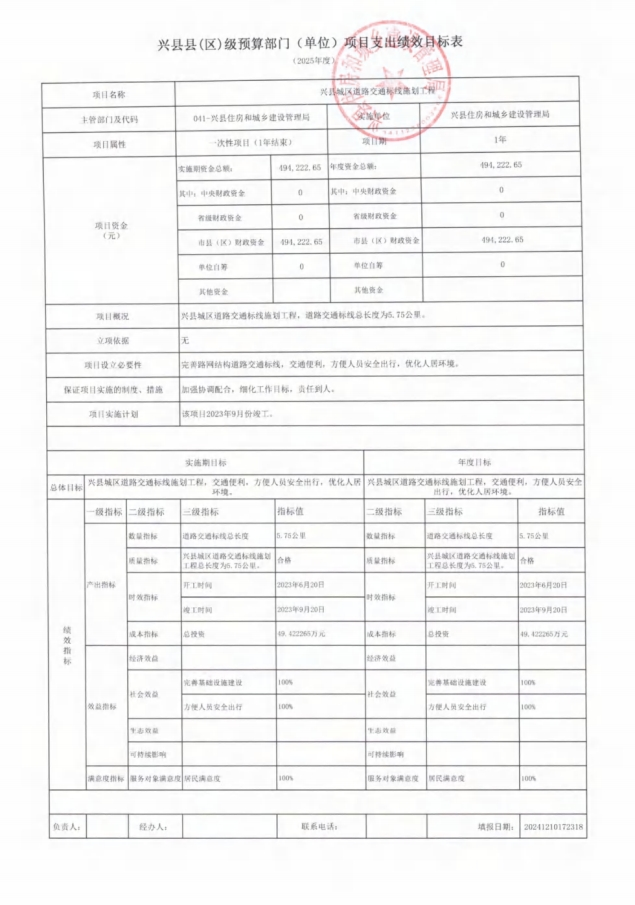 兴县县(区)级预算部门（单位）项目支出绩效目标表
（2025年度）
项目名称 兴县城区道路交通标线施划工程
主管部门及代码 041-兴县住房和城乡建设管理局 实施单位 兴县住房和城乡建设管理局
项目属性 一次性项目（1年结束） 项目期 1年
项目资金
（元）
实施期资金总额： 494,222.65 年度资金总额： 494,222.65
其中：中央财政资金 0 其中：中央财政资金 0
省级财政资金 0 省级财政资金 0
市县（区）财政资金 494,222.65 市县（区）财政资金 494,222.65
单位自筹 0 单位自筹 0
其他资金 其他资金
项目概况 兴县城区道路交通标线施划工程，道路交通标线总长度为5.75公里。
立项依据 无
项目设立必要性 完善路网结构道路交通标线，交通便利，方便人员安全出行，优化人居环境。
保证项目实施的制度、措施 加强协调配合，细化工作目标，责任到人。
项目实施计划 该项目2023年9月份竣工。
实施期目标 年度目标
总体目标 兴县城区道路交通标线施划工程，交通便利，方便人员安全出行，优化人居 兴县城区道路交通标线施划工程，交通便利，方便人员安全
环境。 出行，优化人居环境。
绩效指标
一级指标 二级指标 三级指标 指标值 二级指标 三级指标 指标值
产出指标
数量指标 道路交通标线总长度 5.75公里 数量指标 道路交通标线总长度 5.75公里
质量指标 兴县城区道路交通标线施划 合格 质量指标 兴县城区道路交通标线施划 合格
工程总长度为5.75公里。 工程总长度为5.75公里。
时效指标 开工时间 2023年6月20日 时效指标 开工时间 2023年6月20日
竣工时间 2023年9月20日 竣工时间 2023年9月20日
成本指标 总投资 49.422265万元 成本指标 总投资 49.422265万元
效益指标
经济效益 经济效益
社会效益 完善基础设施建设 100% 社会效益 完善基础设施建设 100%
方便人员安全出行 100% 方便人员安全出行 100%
生态效益 生态效益
可持续影响 可持续影响
满意度指标 服务对象满意度 居民满意度 100% 服务对象满意度 居民满意度 100%
负责人： 经办人： 联系电话： 填报日期： 20241210172318